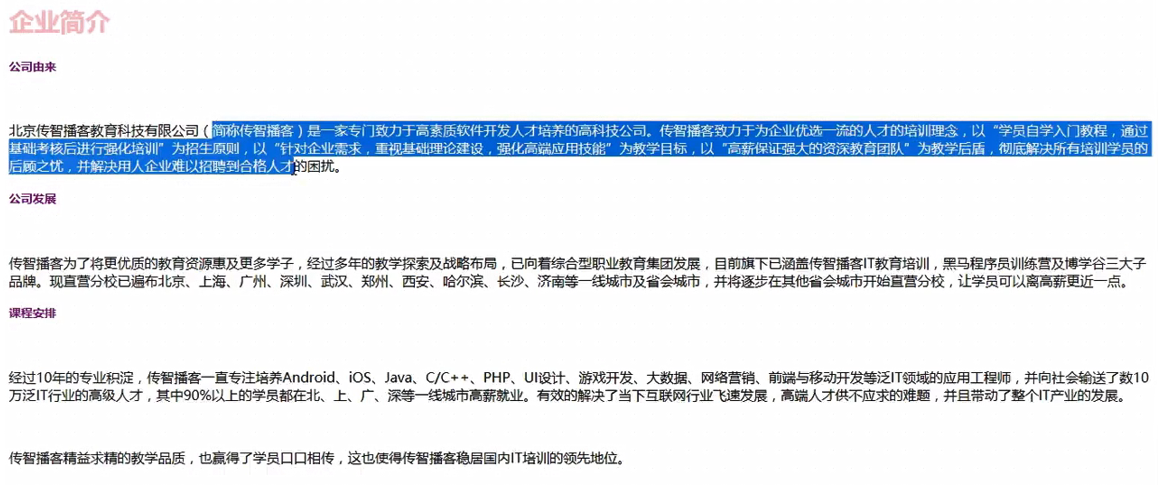 企业简介
公司由来
北京传智播客教育科技有限公司（简称传智播客）是一家专门致力于高素质软件开发人才培养的高科技公司。传智播客致力于为企业优选一流的人才的培训理念，以“学员自学入门教程，通过
基础考核后进行强化培训”为招生原则，以“针对企业需求，重视基础理论建设，强化高端应用技能”为教学目标，以“高薪保证强大的资深教育团队”为教学后盾，彻底解决所有培训学员的
后顾之忧，并解决用人企业难以招聘到合格人才的困扰。
公司发展
传智播客为了将更优质的教育资源惠及更多学子，经过多年的教学探索及战略布局，已向着综合型职业教育集团发展，目前旗下已涵盖传智播客IT教育培训，黑马程序员训练营及博学谷三大子
品牌。现直营分校已遍布北京、上海、广州、深圳、武汉、郑州、西安、哈尔滨、长沙、济南等一线城市及省会城市，并将逐步在其他省会城市开始直营分校，让学员可以离高薪更近一点。
课程安排
经过10年的专业积淀，传智播客一直专注培养Android、iOS、Java、C/C++、PHP、UI设计、游戏开发、大数据、网络营销、前端与移动开发等泛IT领域的应用工程师，并向社会输送了数10
万泛IT行业的高级人才，其中90%以上的学员都在北、上、广、深等一线城市高薪就业。有效的解决了当下互联网行业飞速发展，高端人才供不应求的难题，并且带动了整个IT产业的发展。
传智播客精益求精的教学品质，也赢得了学员口口相传，这也使得传智播客稳居国内IT培训的领先地位。